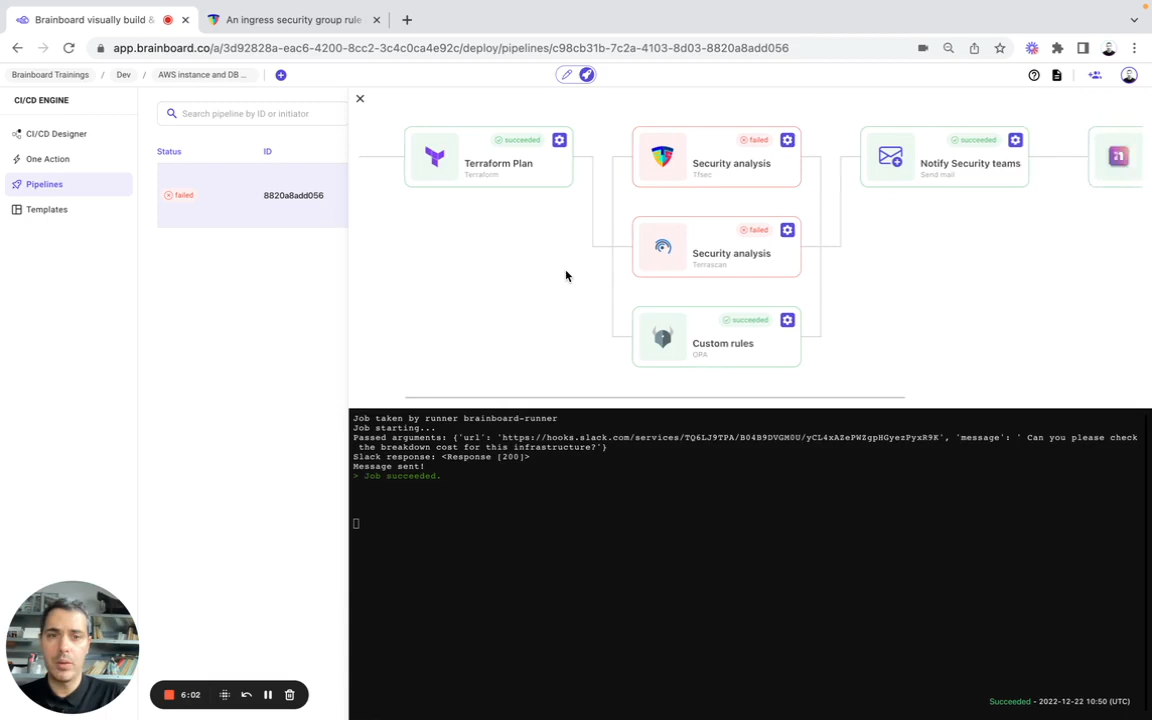 Brainboard visually build &
An ingress security group rule
app.brainboard.co/a/3d92828a-eac6-4200-8cc2-3c4c0ca4e92c/deploy/pipelines/c98cb31b-7c2a-4103-8d03-8820a8add056
Brainboard Trainings / Dev / AWS instance and DB ...
CI/CD ENGINE
CI/CD Designer
One Action
Pipelines
Templates
Search pipeline by ID or initiator
Status ID
failed 8820a8add056
succeeded
Terraform Plan
Terraform
failed
Security analysis
Tfsec
failed
Security analysis
Terrascan
succeeded
Custom rules
OPA
succeeded
Notify Security teams
Send mail
Job taken by runner brainboard-runner
Job starting...
Passed arguments: {'url': 'https://hooks.slack.com/services/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', 'message': ' Can you please check
the breakdown cost for this infrastructure?'}
Slack response: <Response [200]>
Message sent!
> Job succeeded.
Succeeded - 2022-12-22 10:50 (UTC)
6:02